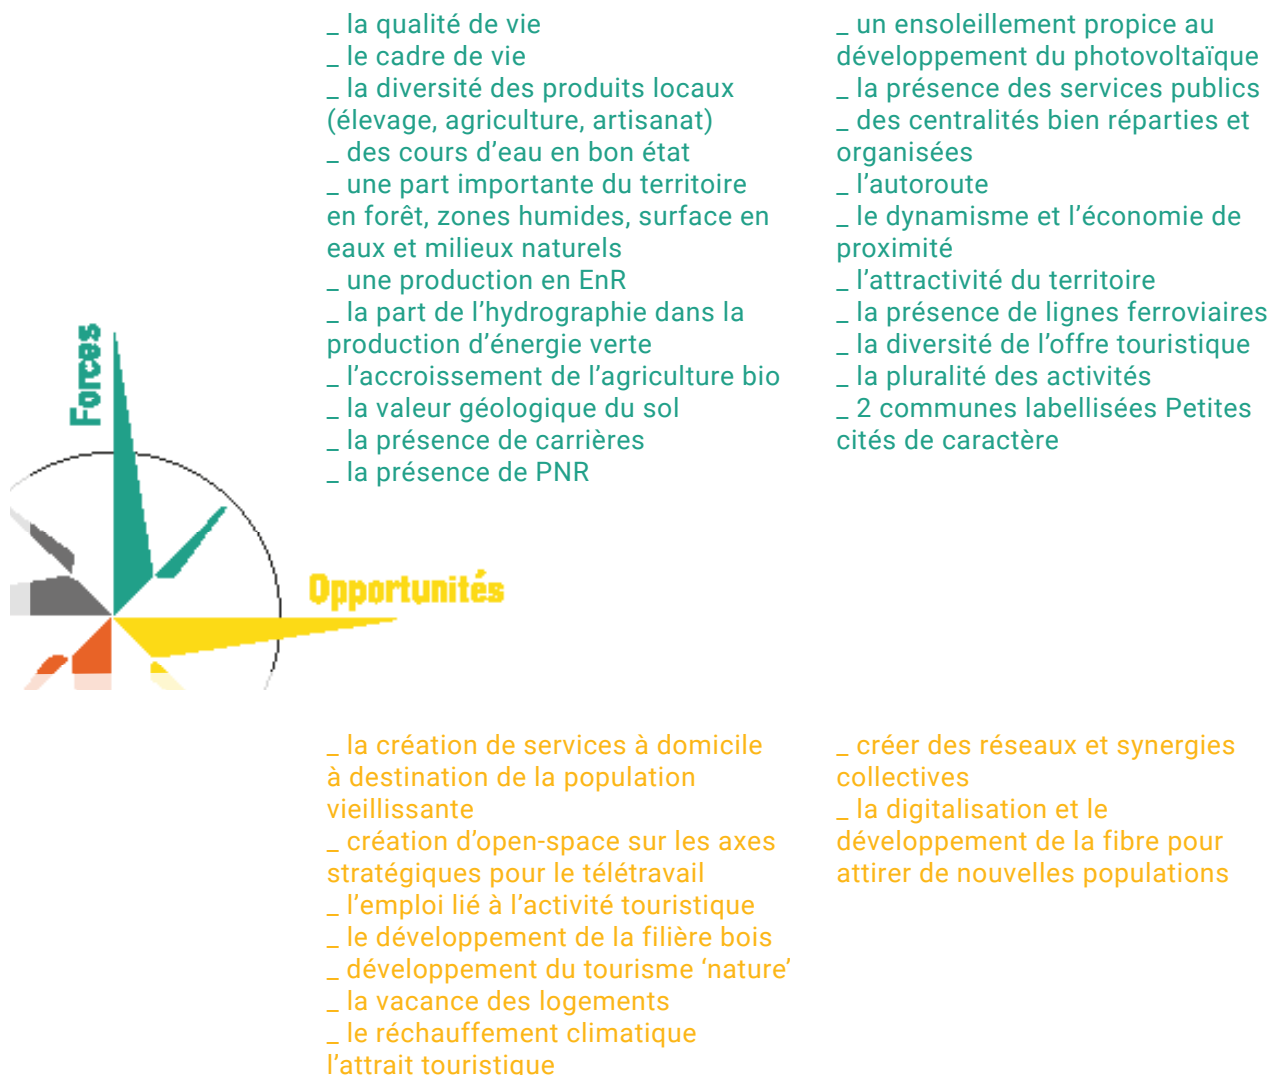 _ la qualité de vie
_ le cadre de vie
_ la diversité des produits locaux
(élevage, agriculture, artisanat)
_ des cours d’eau en bon état
_ une part importante du territoire
en forêt, zones humides, surface en
eaux et milieux naturels
_ une production en EnR
_ la part de l’hydrographie dans la
production d’énergie verte
_ l’accroissement de l’agriculture bio
_ la valeur géologique du sol
_ la présence de carrières
_ la présence de PNR
_ un ensoleillement propice au
développement du photovoltaïque
_ la présence des services publics
_ des centralités bien réparties et
organisées
_ l’autoroute
_ le dynamisme et l’économie de
proximité
_ l’attractivité du territoire
_ la présence de lignes ferroviaires
_ la diversité de l’offre touristique
_ la pluralité des activités
_ 2 communes labellisées Petites
cités de caractère
Forces
Opportunités
_ la création de services à domicile
à destination de la population
vieillissante
_ création d’open-space sur les axes
stratégiques pour le télétravail
_ l’emploi lié à l’activité touristique
_ le développement de la filière bois
_ développement du tourisme ‘nature’
_ la vacance des logements
_ le réchauffement climatique
l’attrait touristique
_ créer des réseaux et synergies
collectives
_ la digitalisation et le
développement de la fibre pour
attirer de nouvelles populations